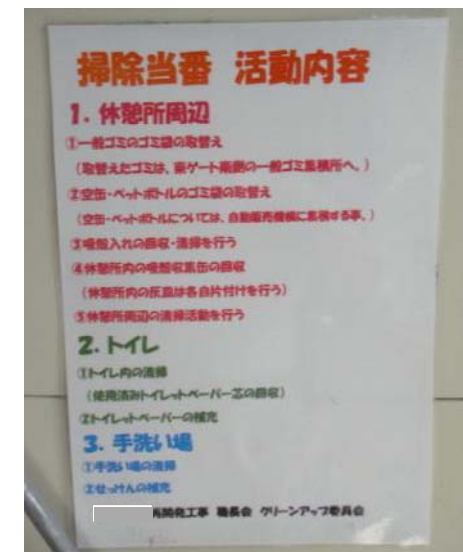 掃除当番 活動内容
1. 休憩所周辺
①一般ゴミのゴミ袋の取替え
(取替えたゴミは、東ゲート南側の一般ゴミ集積所へ。)
②空缶・ペットボトルのゴミ袋の取替え
(空缶・ペットボトルについては、自動販売機横に集積する事。)
③吸殻入れの回収・清掃を行う
④休憩所内の吸殻収集缶の回収
(休憩所内の灰皿は各自片付けを行う)
⑤休憩所周辺の清掃活動を行う
2. トイレ
①トイレ内の清掃
(使用済みトイレットペーパー芯の回収)
②トイレットペーパーの補充
3. 手洗い場
①手洗い場の清掃
②せっけんの補充
再開発工事 職長会 クリーンアップ委員会